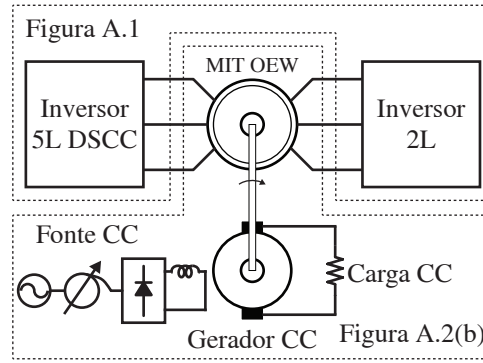 Figura A.1
MIT OEW
Inversor
5L DSCC
Inversor
2L
Fonte CC
Carga CC
Gerador CC
Figura A.2(b)